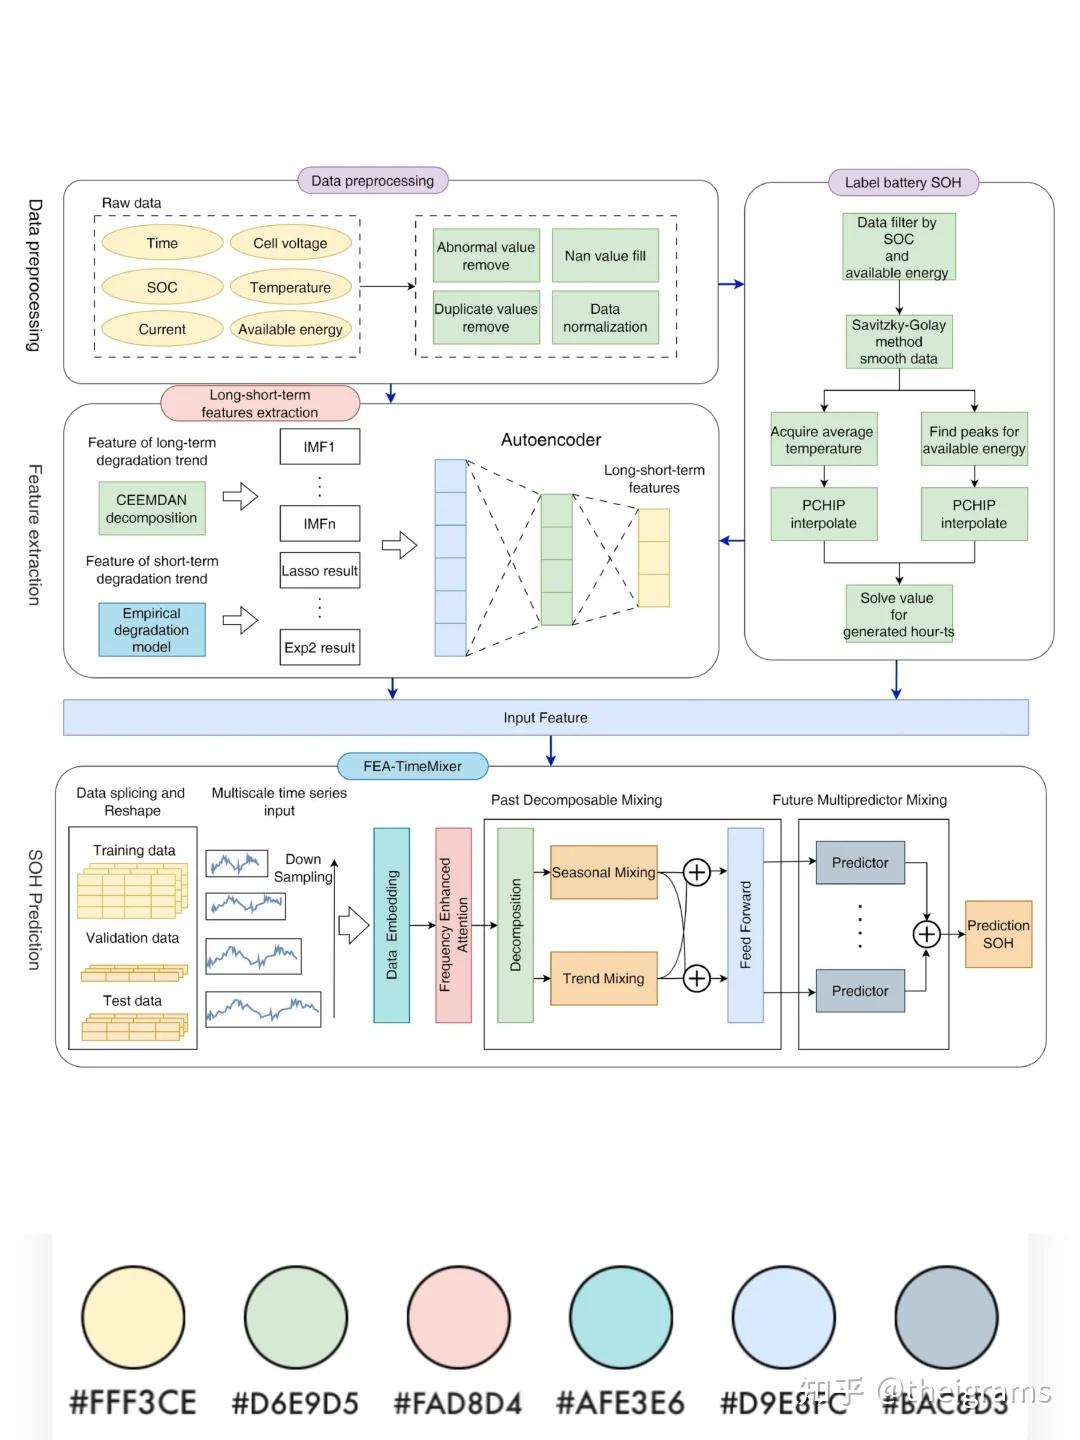 Data preprocessing
Data preprocessing
Raw data
Time
Cell voltage
SOC
Temperature
Current
Available energy
Abnormal value
remove
Nan value fill
Duplicate values
remove
Data
normalization
Label battery SOH
Data filter by
SOC
and
available energy
Savitzky-Golay
method
smooth data
Acquire average
temperature
Find peaks for
available energy
PCHIP
interpolate
PCHIP
interpolate
Solve value
for
generated hour-ts
Feature extraction
Long-short-term
features extraction
Feature of long-term
degradation trend
CEEMDAN
decomposition
Feature of short-term
degradation trend
Empirical
degradation
model
IMF1
IMFn
Lasso result
Exp2 result
Autoencoder
Long-short-term
features
Input Feature
SOH Prediction
FEA-TimeMixer
Data splicing and
Reshape
Training data
Validation data
Test data
Multiscale time series
input
Down
Sampling
Data Embedding
Frequency Enhanced
Attention
Past Decomposable Mixing
Decomposition
Seasonal Mixing
Trend Mixing
Feed Forward
Future Multipredictor Mixing
Predictor
Predictor
Prediction
SOH
#FFF3CE
#D6E9D5
#FAD8D4
#AFE3E6
#D9E8FC
#BAC8D3
知乎 @theigrams